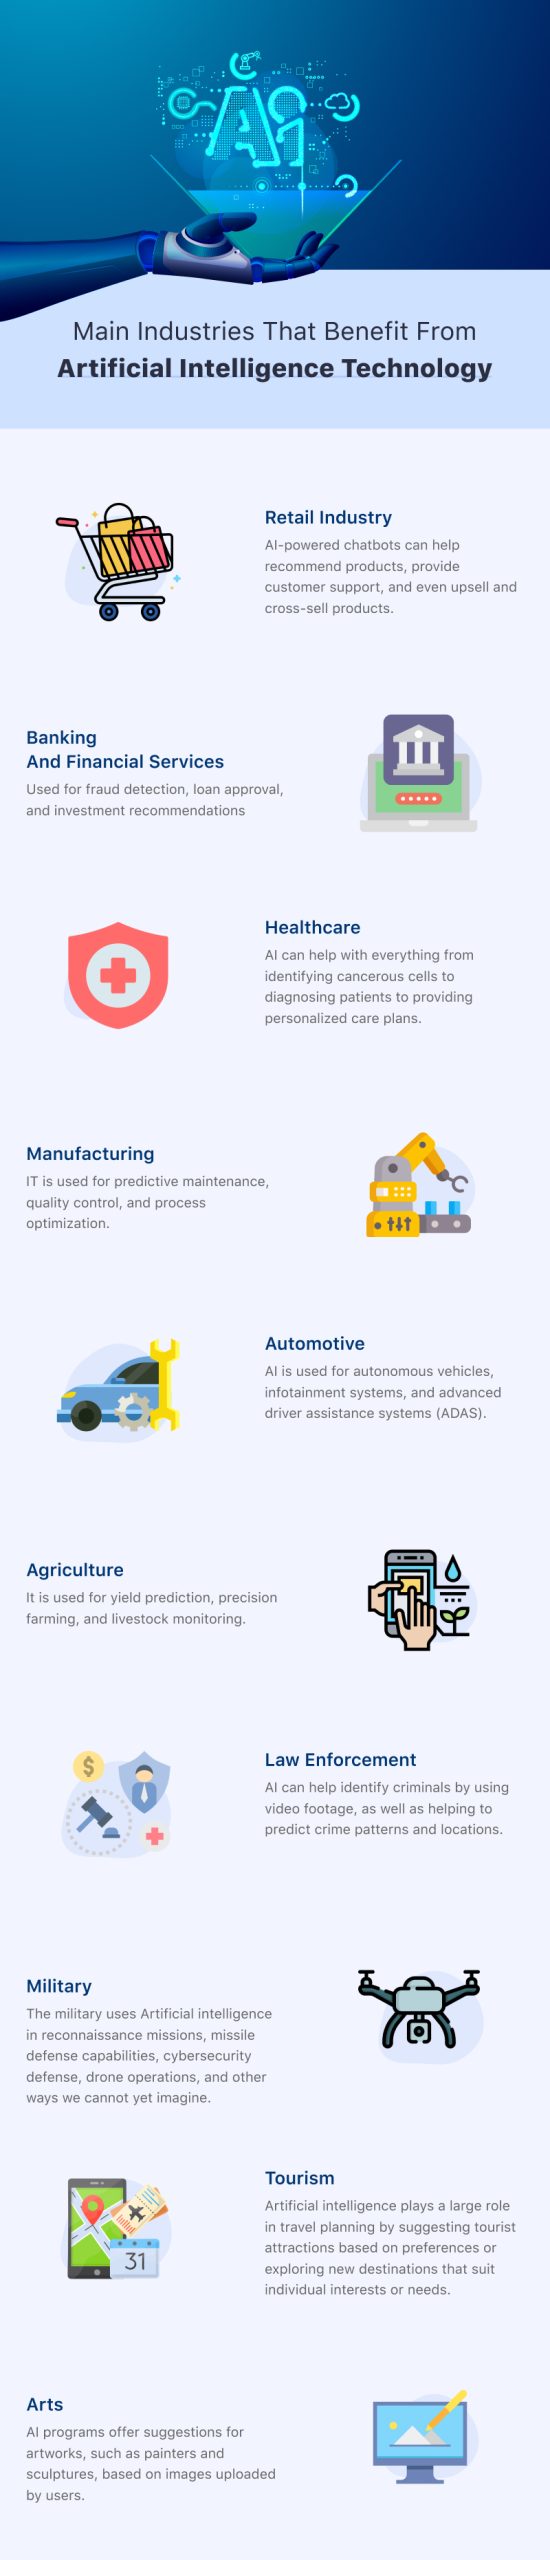 Ai
Main Industries That Benefit From
Artificial Intelligence Technology
Retail Industry
AI-powered chatbots can help
recommend products, provide
customer support, and even upsell and
cross-sell products.
Banking
And Financial Services
Used for fraud detection, loan approval,
and investment recommendations
Healthcare
AI can help with everything from
identifying cancerous cells to
diagnosing patients to providing
personalized care plans.
Manufacturing
IT is used for predictive maintenance,
quality control, and process
optimization.
Automotive
AI is used for autonomous vehicles,
infotainment systems, and advanced
driver assistance systems (ADAS).
Agriculture
It is used for yield prediction, precision
farming, and livestock monitoring.
$
Law Enforcement
AI can help identify criminals by using
video footage, as well as helping to
predict crime patterns and locations.
Military
The military uses Artificial intelligence
in reconnaissance missions, missile
defense capabilities, cybersecurity
defense, drone operations, and other
ways we cannot yet imagine.
31
Tourism
Artificial intelligence plays a large role
in travel planning by suggesting tourist
attractions based on preferences or
exploring new destinations that suit
individual interests or needs.
Arts
AI programs offer suggestions for
artworks, such as painters and
sculptures, based on images uploaded
by users.